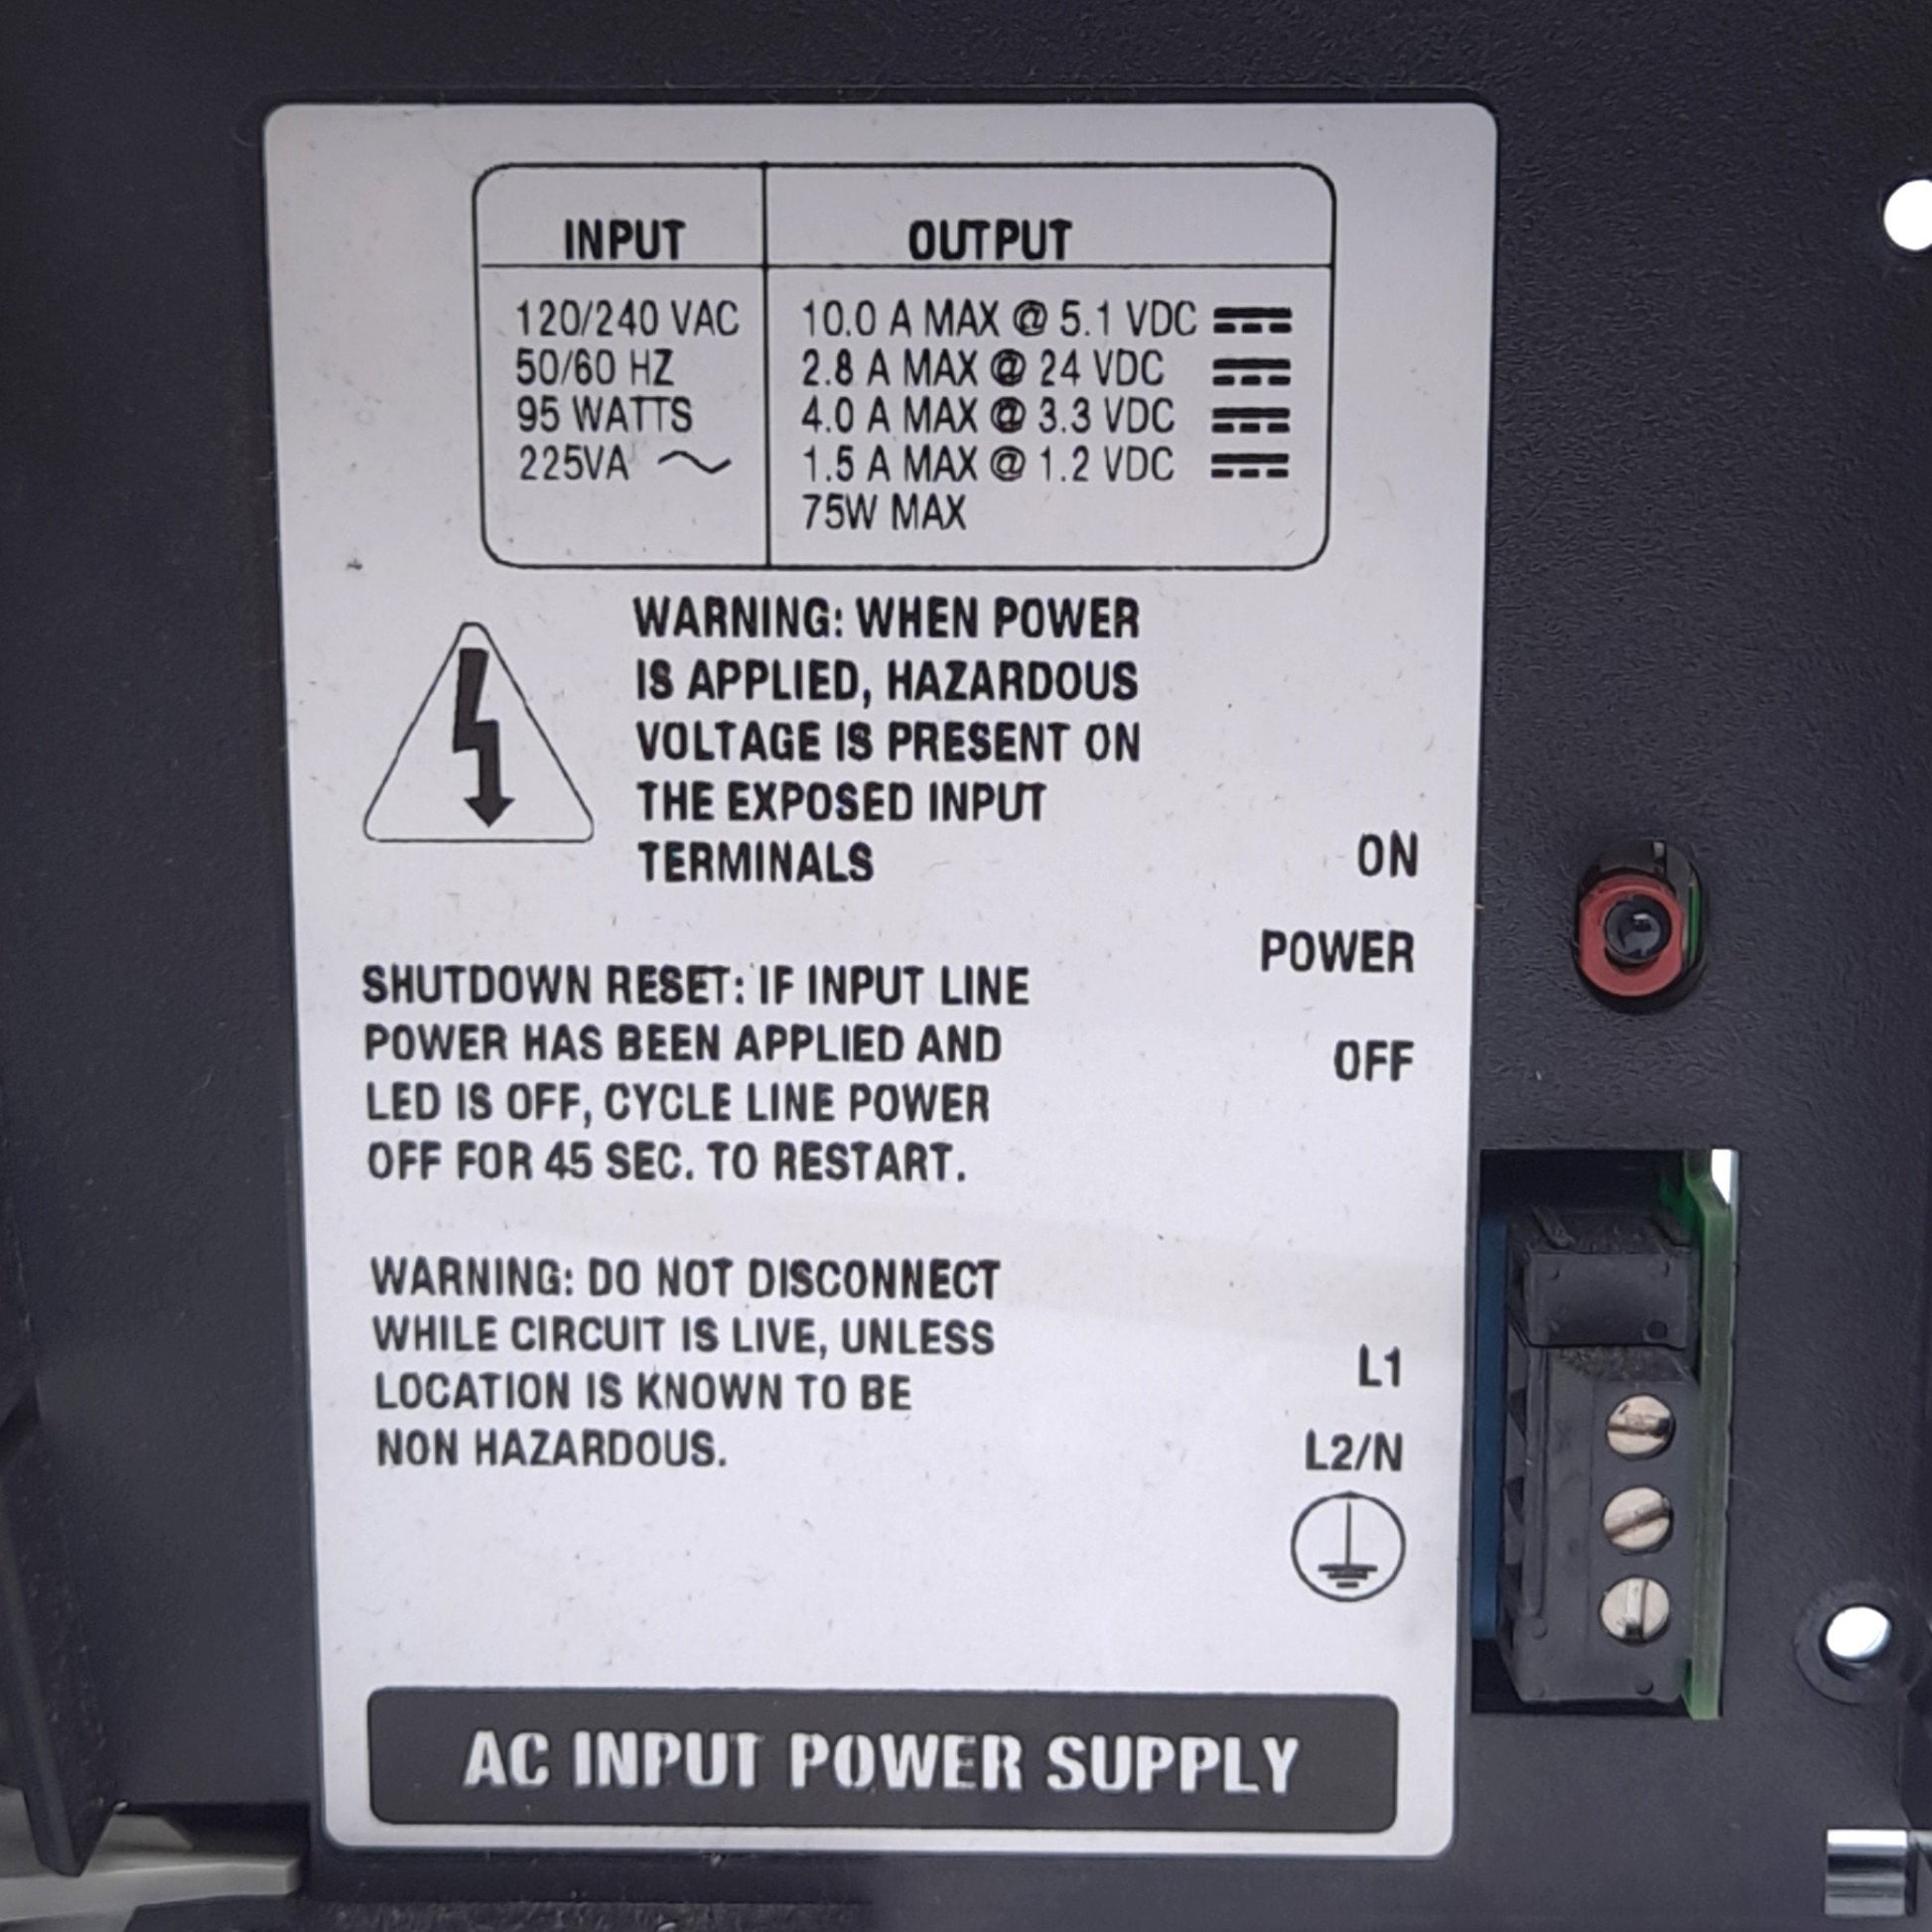 INPUT
OUTPUT
120/240 VAC
50/60 HZ
95 WATTS
225VA
10.0 A MAX @ 5.1 VDC
2.8 A MAX @ 24 VDC
4.0 A MAX @ 3.3 VDC
1.5 A MAX @ 1.2 VDC
75W MAX
WARNING: WHEN POWER
IS APPLIED, HAZARDOUS
VOLTAGE IS PRESENT ON
THE EXPOSED INPUT
TERMINALS
ON
POWER
OFF
SHUTDOWN RESET: IF INPUT LINE
POWER HAS BEEN APPLIED AND
LED IS OFF, CYCLE LINE POWER
OFF FOR 45 SEC. TO RESTART.
WARNING: DO NOT DISCONNECT
WHILE CIRCUIT IS LIVE, UNLESS
LOCATION IS KNOWN TO BE
NON HAZARDOUS.
L1
L2/N
AC INPUT POWER SUPPLY